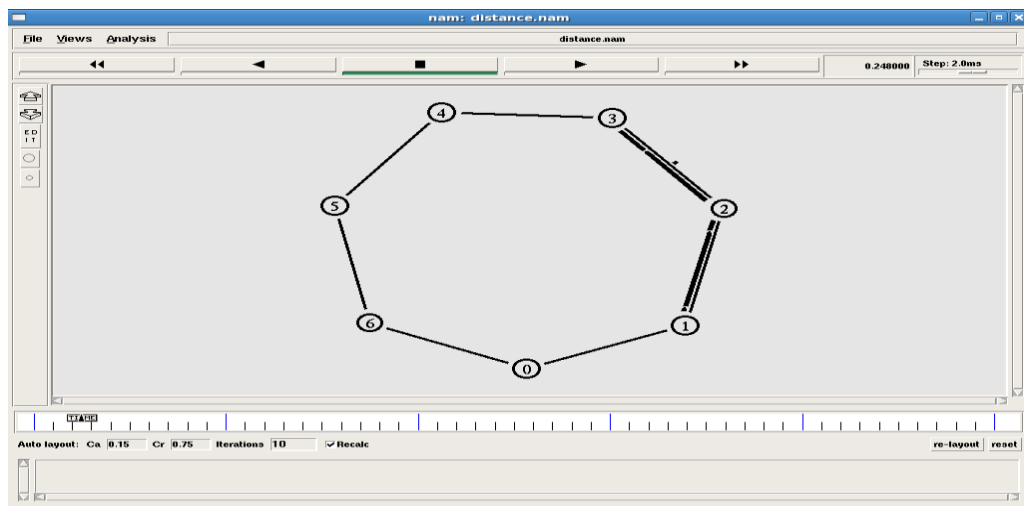 nam: distance.nam
File Views Analysis distance.nam
0.248000 Step: 2.0ms
E D
I T
4
3
5
2
6
1
0
TIME
Auto layout: Ca 0.15 Cr 0.75 Iterations 10 Recalc re-layout reset